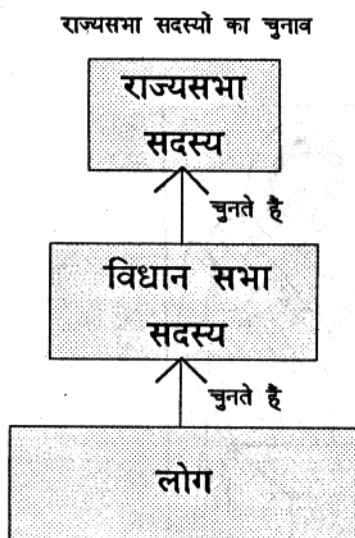 राज्यसभा सदस्यों का चुनाव
राज्यसभा
सदस्य
चुनते है
विधान सभा
सदस्य
चुनते है
लोग